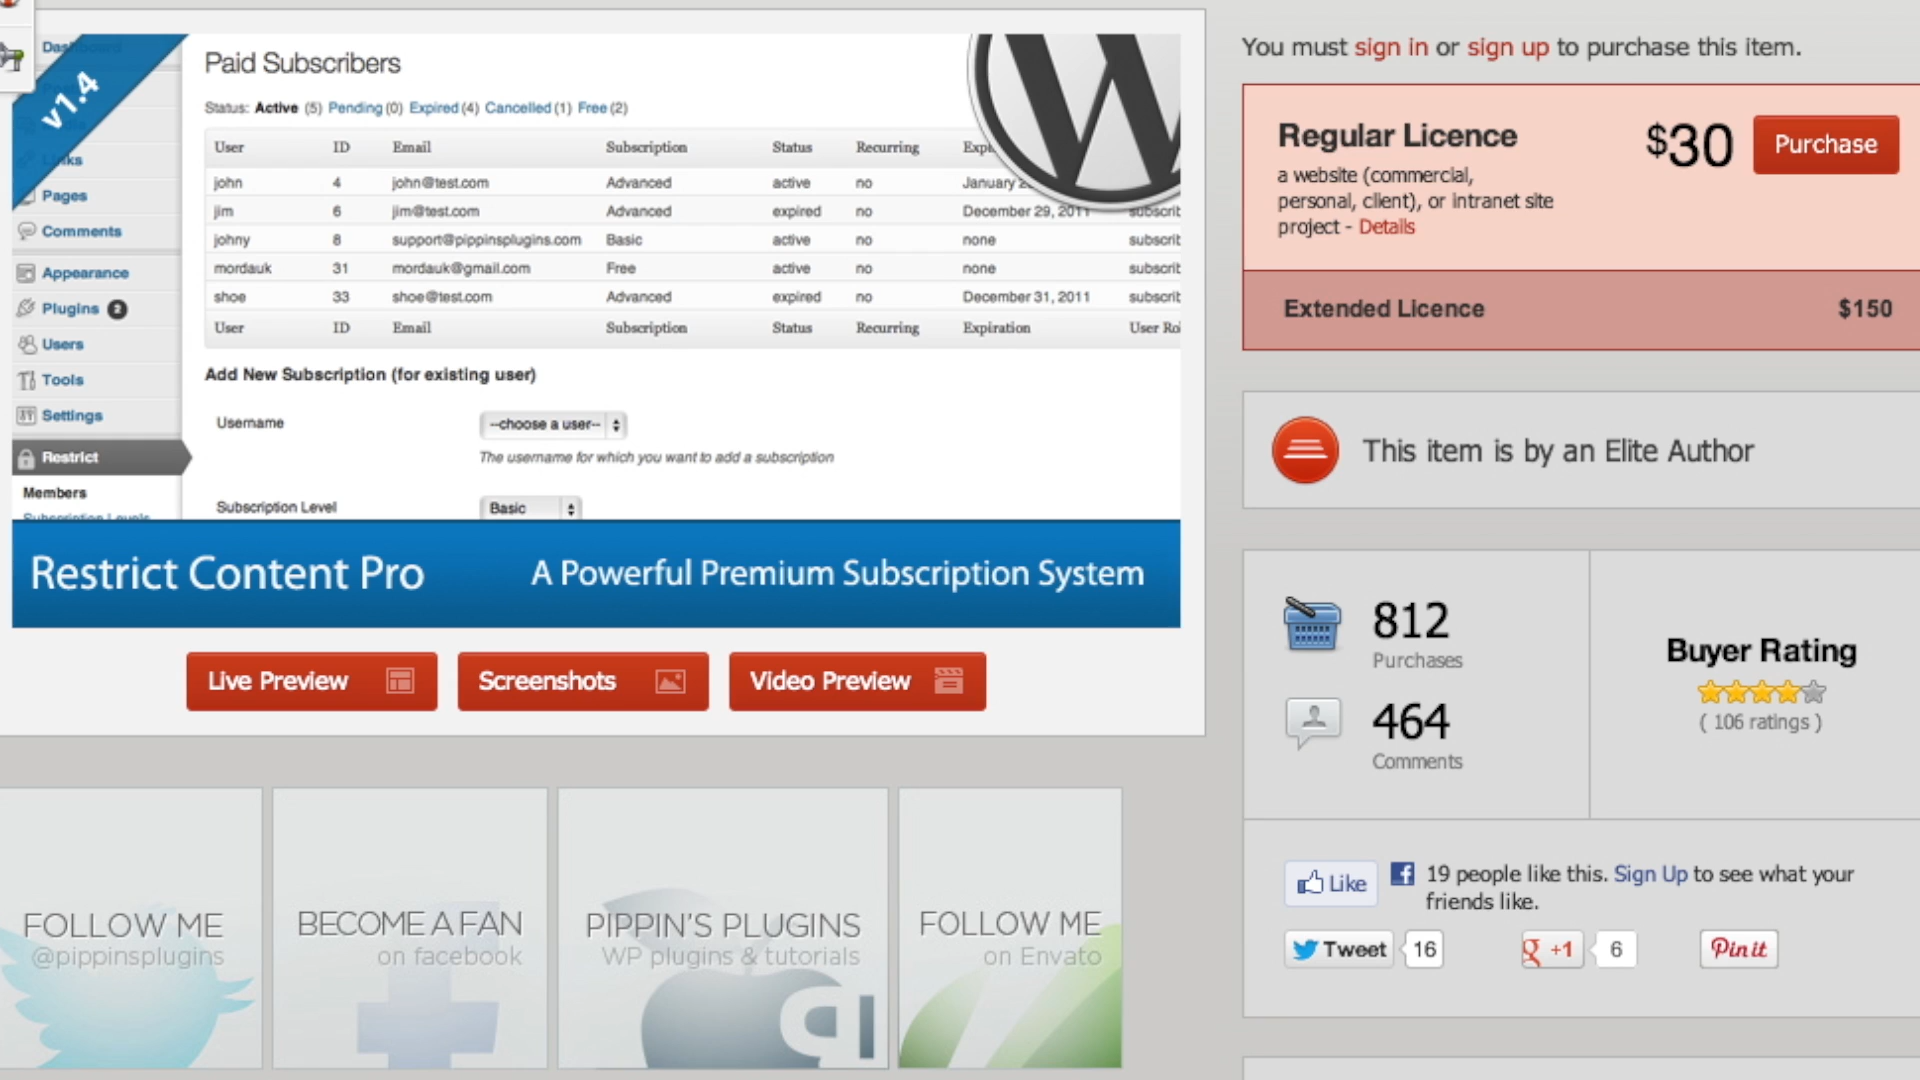 Dashboard
v1.4
Links
Pages
Comments
Appearance
Plugins 2
Users
Tools
Settings
Restrict
Members
Subscription Levels
Paid Subscribers
Status: Active (5) Pending (0) Expired (4) Cancelled (1) Free (2)
User ID Email Subscription Status Recurring
john 4 john@test.com Advanced active no January
jim 6 jim@test.com Advanced expired no December 29, 2011
johny 8 support@pippinsplugins.com Basic active no none
mordauk 31 mordauk@gmail.com Free active no none
shoe 33 shoe@test.com Advanced expired no December 31, 2011
User ID Email Subscription Status Recurring Expiration User
Add New Subscription (for existing user)
Username --choose a user--
The username for which you want to add a subscription
Subscription Level Basic
Restrict Content Pro A Powerful Premium Subscription System
Live Preview Screenshots Video Preview
FOLLOW ME
@pippinsplugins
BECOME A FAN
on facebook
PIPPIN'S PLUGINS
WP plugins & tutorials
FOLLOW ME
on Envato
You must sign in or sign up to purchase this item.
Regular Licence $30 Purchase
a website (commercial,
personal, client), or intranet site
project - Details
Extended Licence $150
This item is by an Elite Author
812
Purchases
464
Comments
Buyer Rating
( 106 ratings )
Like 19 people like this. Sign Up to see what your
friends like.
Tweet 16 +1 6 Pin it